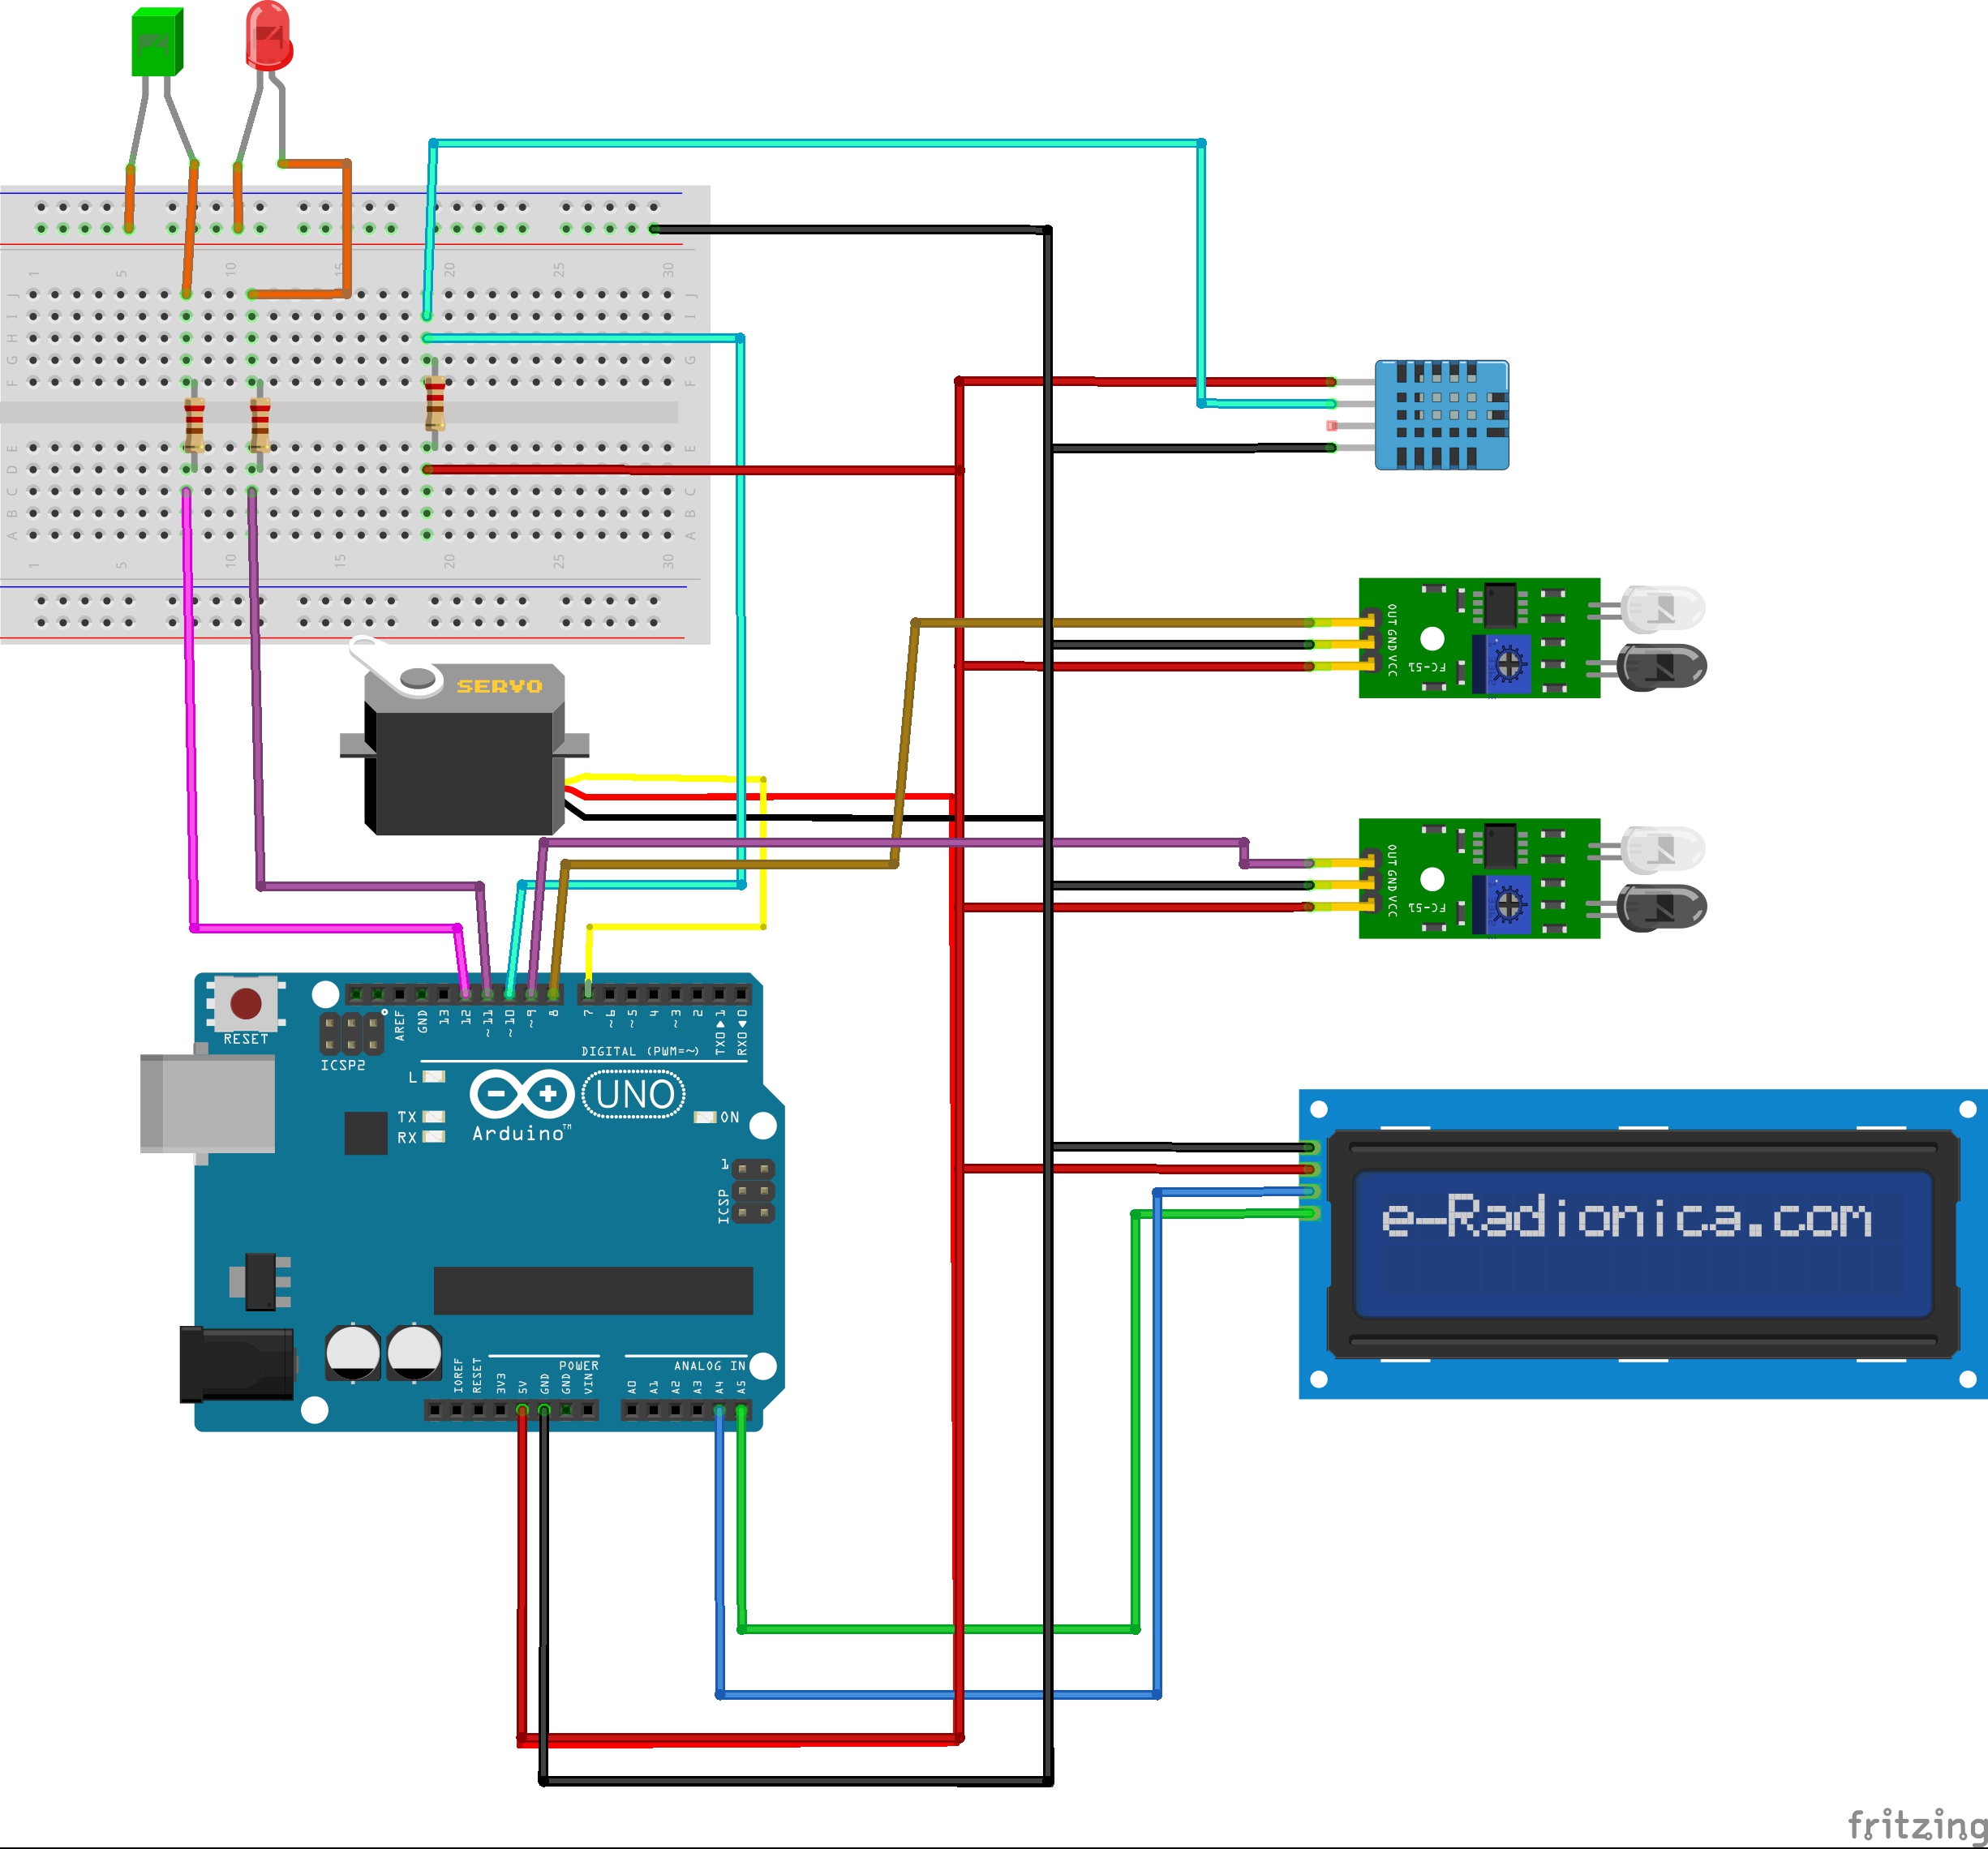 1 5 10 15 20 25 30
J J
I I
H H
G G
F F
E E
D D
C C
B B
A A
1 5 10 15 20 25 30
SERVO
OUT GND VCC
FC-51
OUT GND VCC
FC-51
RESET
ICSP2
AREF GND 13 12 ~11 ~10 ~9 8 7 ~6 ~5 4 ~3 2 TX0▶1 RX0◀0
DIGITAL (PWM=~)
L
TX
RX
UNO
Arduino™
ON
1
ICSP
e-Radionica.com
POWER
ANALOG IN
IOREF RESET 3V3 5V GND GND VIN A0 A1 A2 A3 A4 A5
fritzing